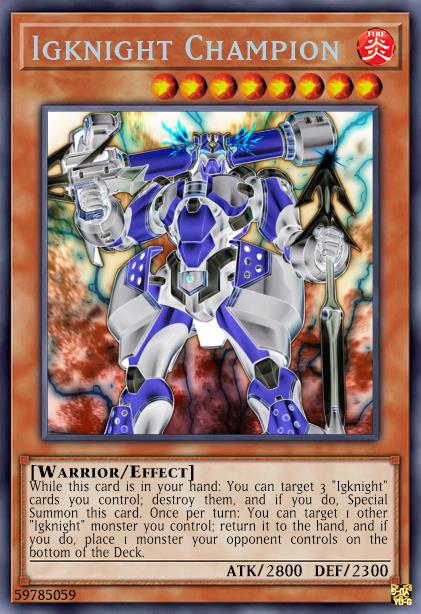 Igknight Champion
FIRE
炎
[Warrior/Effect]
While this card is in your hand: You can target 3 "Igknight"
cards you control; destroy them, and if you do, Special
Summon this card. Once per turn: You can target 1 other
"Igknight" monster you control; return it to the hand, and if
you do, place 1 monster your opponent controls on the
bottom of the Deck.
ATK/2800 DEF/2300
59785059